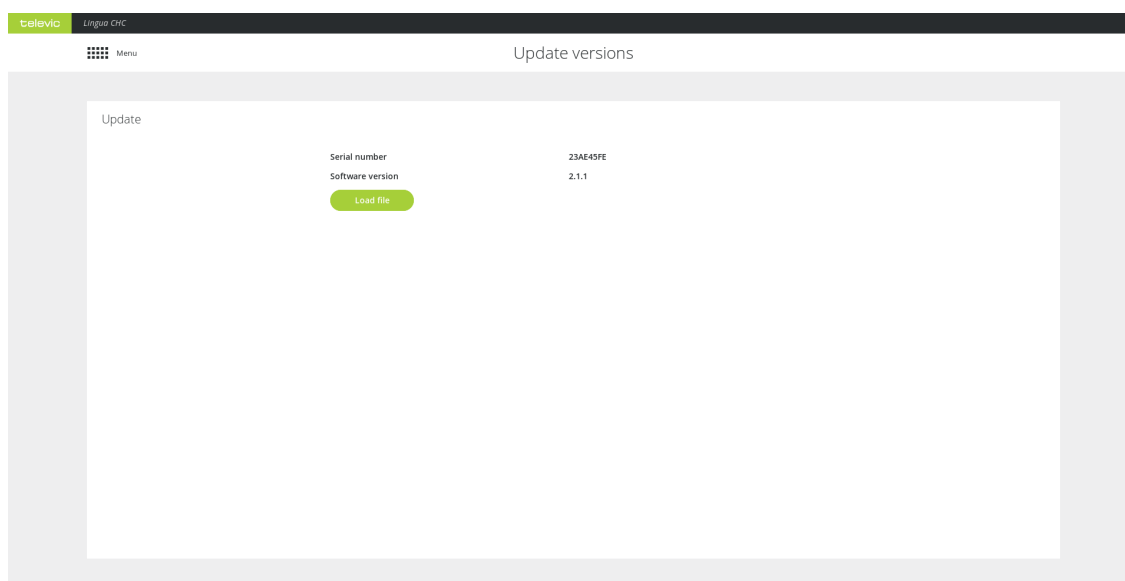 televic Lingua CHC
Menu Update versions
Update
Serial number 23AE45FE
Software version 2.1.1
Load file